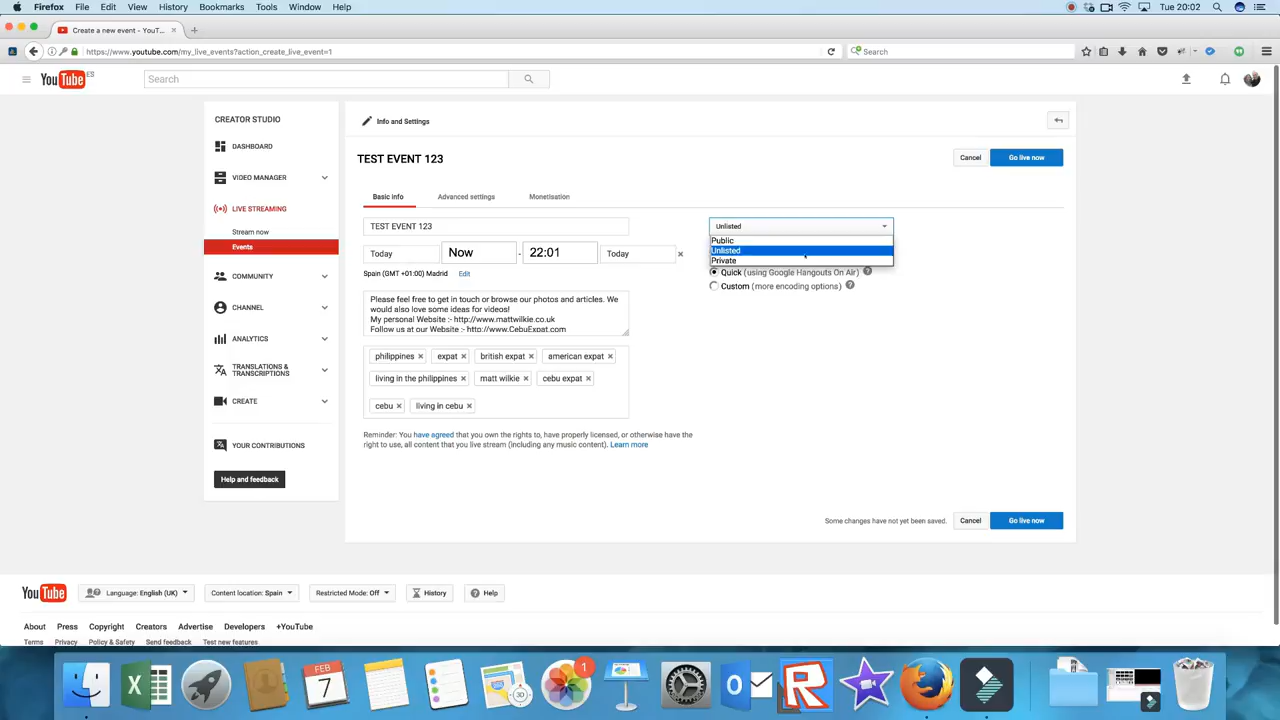 Firefox File Edit View History Bookmarks Tools Window Help Tue 20:02
Create a new event - YouT...
https://www.youtube.com/my_live_events?action_create_live_event=1
Search
YouTube ES
Search
CREATOR STUDIO
DASHBOARD
VIDEO MANAGER
LIVE STREAMING
Stream now
Events
COMMUNITY
CHANNEL
ANALYTICS
TRANSLATIONS &
TRANSCRIPTIONS
CREATE
YOUR CONTRIBUTIONS
Help and feedback
Info and Settings
TEST EVENT 123
Cancel Go live now
Basic info Advanced settings Monetisation
TEST EVENT 123
Today Now - 22:01 Today
Spain (GMT +01:00) Madrid Edit
Please feel free to get in touch or browse our photos and articles. We
would also love some ideas for videos!
My personal Website :- http://www.mattwilkie.co.uk
Follow us at our Website :- http://www.CebuExpat.com
philippines expat british expat american expat
living in the philippines matt wilkie cebu expat
cebu living in cebu
Reminder: You have agreed that you own the rights to, have properly licensed, or otherwise have the
right to use, all content that you live stream (including any music content). Learn more
Unlisted
Public
Unlisted
Private
Quick (using Google Hangouts On Air) ?
Custom (more encoding options) ?
Some changes have not yet been saved. Cancel Go live now
YouTube Language: English (UK) Content location: Spain Restricted Mode: Off History Help
About Press Copyright Creators Advertise Developers +YouTube
Terms Privacy Policy & Safety Send feedback Test new features
FEB
7
3D
1